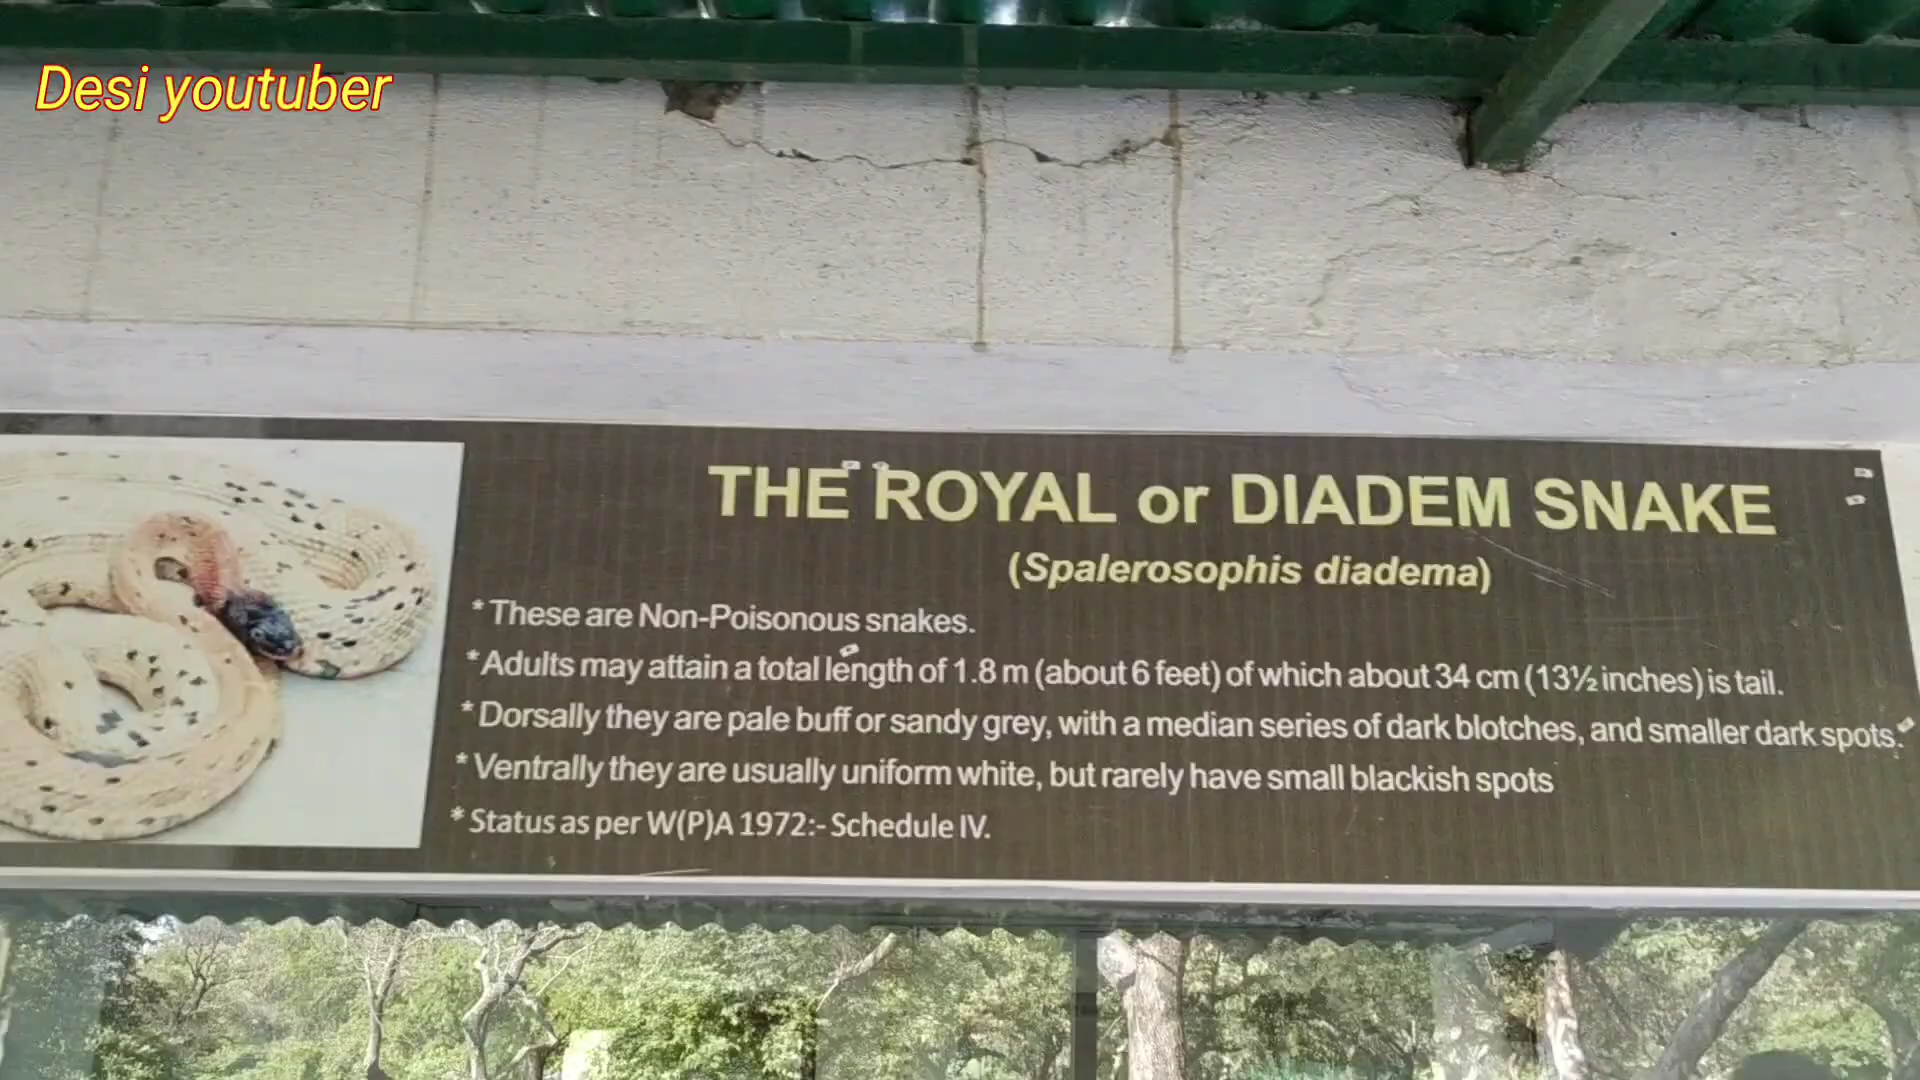 Desi youtuber
THE ROYAL or DIADEM SNAKE
(Spalerosophis diadema)
* These are Non-Poisonous snakes.
* Adults may attain a total length of 1.8 m (about 6 feet) of which about 34 cm (13½ inches) is tail.
* Dorsally they are pale buff or sandy grey, with a median series of dark blotches, and smaller dark spots.
* Ventrally they are usually uniform white, but rarely have small blackish spots
* Status as per W(P)A 1972:- Schedule IV.